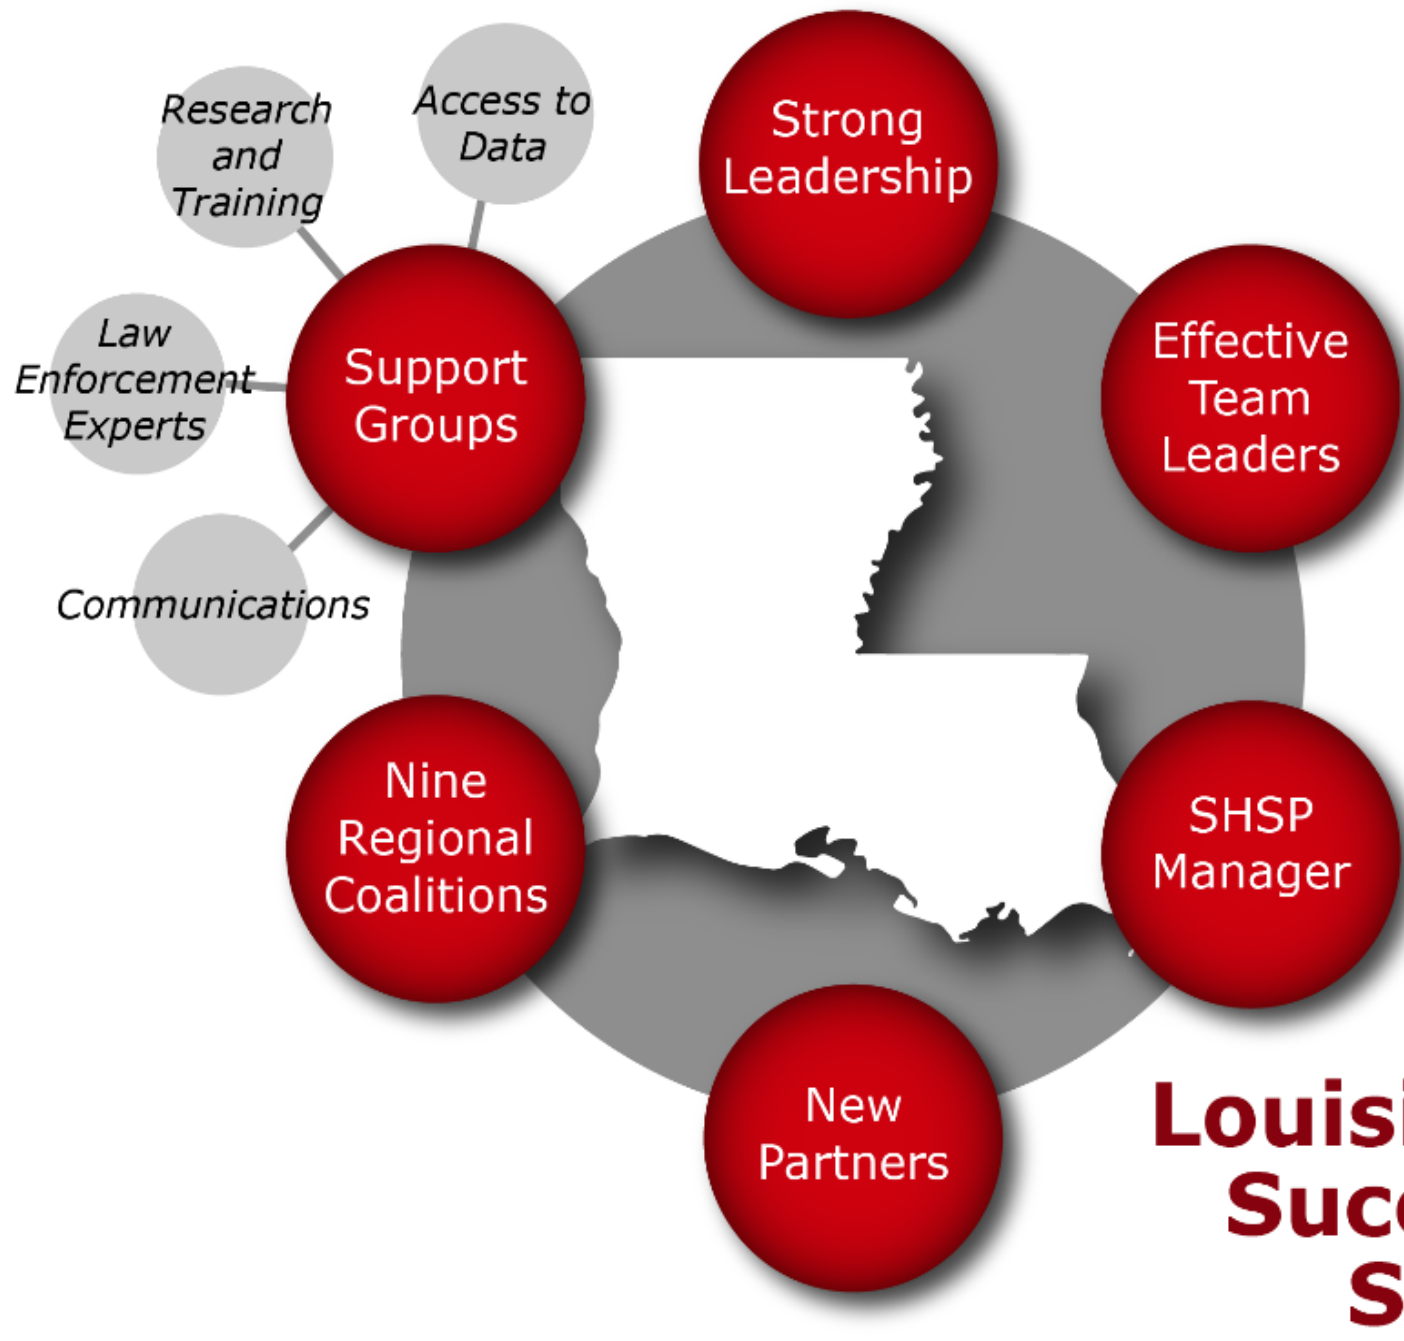 Research
and
Training
Access to
Data
Strong
Leadership
Law
Enforcement
Experts
Support
Groups
Effective
Team
Leaders
Communications
Nine
Regional
Coalitions
SHSP
Manager
New
Partners